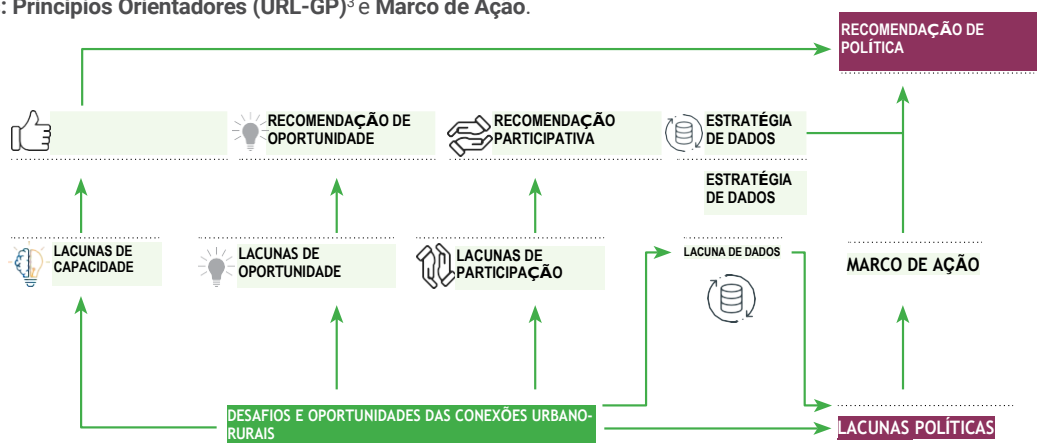 : Princípios Orientadores (URL-GP)³ e Marco de Ação.
RECOMENDAÇÃO DE
POLÍTICA
RECOMENDAÇÃO DE
OPORTUNIDADE
RECOMENDAÇÃO
PARTICIPATIVA
ESTRATÉGIA
DE DADOS
ESTRATÉGIA
DE DADOS
LACUNAS DE
CAPACIDADE
LACUNAS DE
OPORTUNIDADE
LACUNAS DE
PARTICIPAÇÃO
LACUNA DE DADOS
MARCO DE AÇÃO
DESAFIOS E OPORTUNIDADES DAS CONEXÕES URBANO-
RURAIS
LACUNAS POLÍTICAS